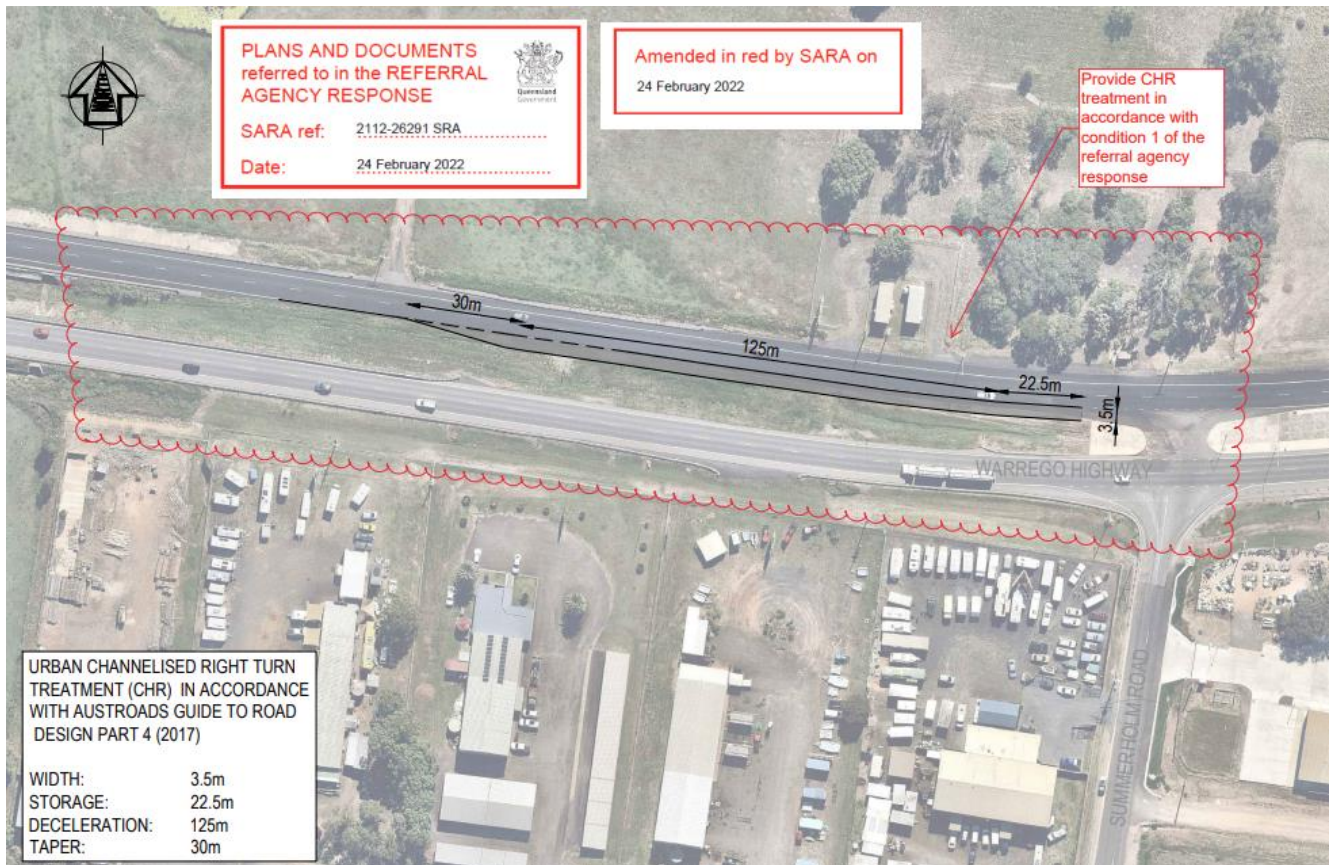 PLANS AND DOCUMENTS
referred to in the REFERRAL
AGENCY RESPONSE
Queensland
Government
SARA ref: 2112-26291 SRA
Date: 24 February 2022
Amended in red by SARA on
24 February 2022
Provide CHR
treatment in
accordance with
condition 1 of the
referral agency
response
30m
125m
22.5m
3.5m
WARREGO HIGHWAY
SUMMERHOLM ROAD
URBAN CHANNELISED RIGHT TURN
TREATMENT (CHR) IN ACCORDANCE
WITH AUSTROADS GUIDE TO ROAD
DESIGN PART 4 (2017)
WIDTH: 3.5m
STORAGE: 22.5m
DECELERATION: 125m
TAPER: 30m